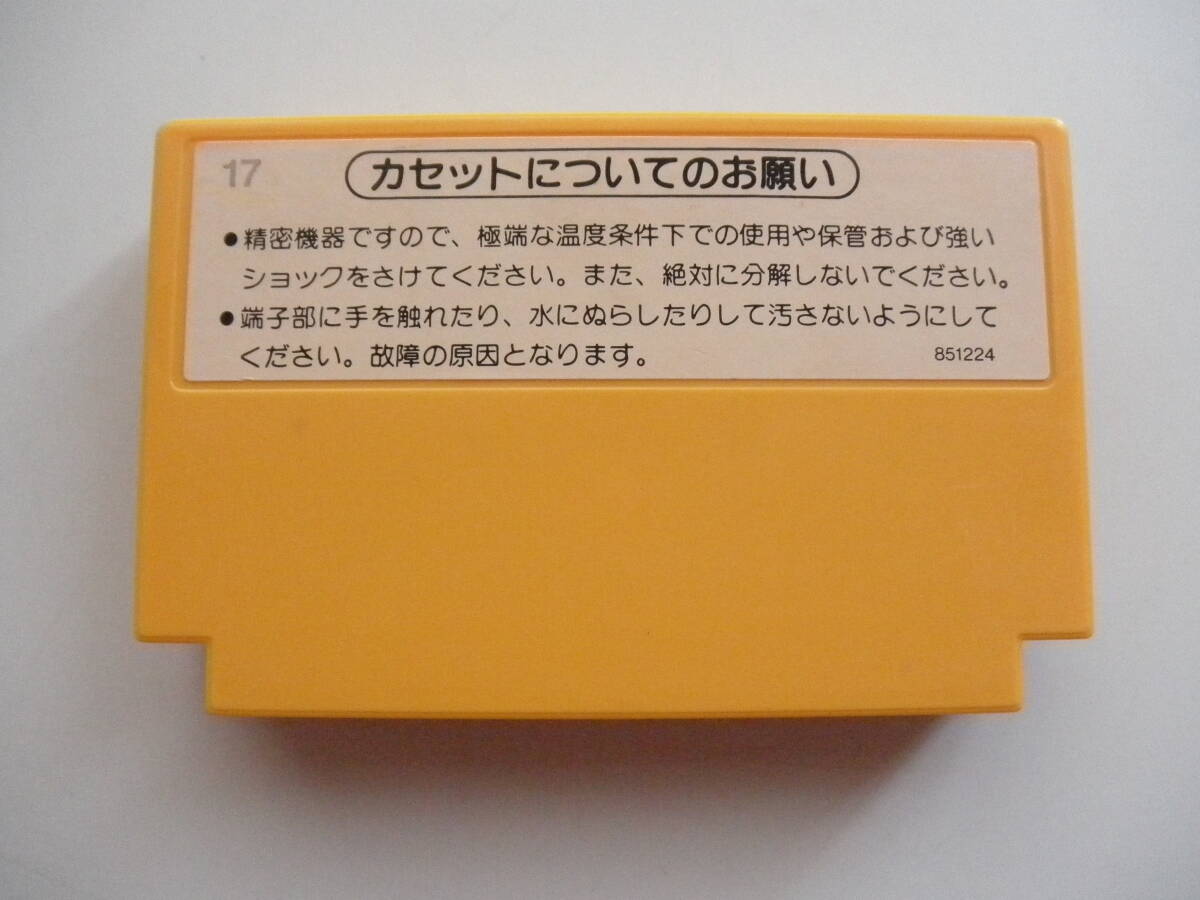 17
カセットについてのお願い
●精密機器ですので、極端な温度条件下での使用や保管および強い
ショックをさけてください。また、絶対に分解しないでください。
●端子部に手を触れたり、水にぬらしたりして汚さないようにして
ください。故障の原因となります。
851224